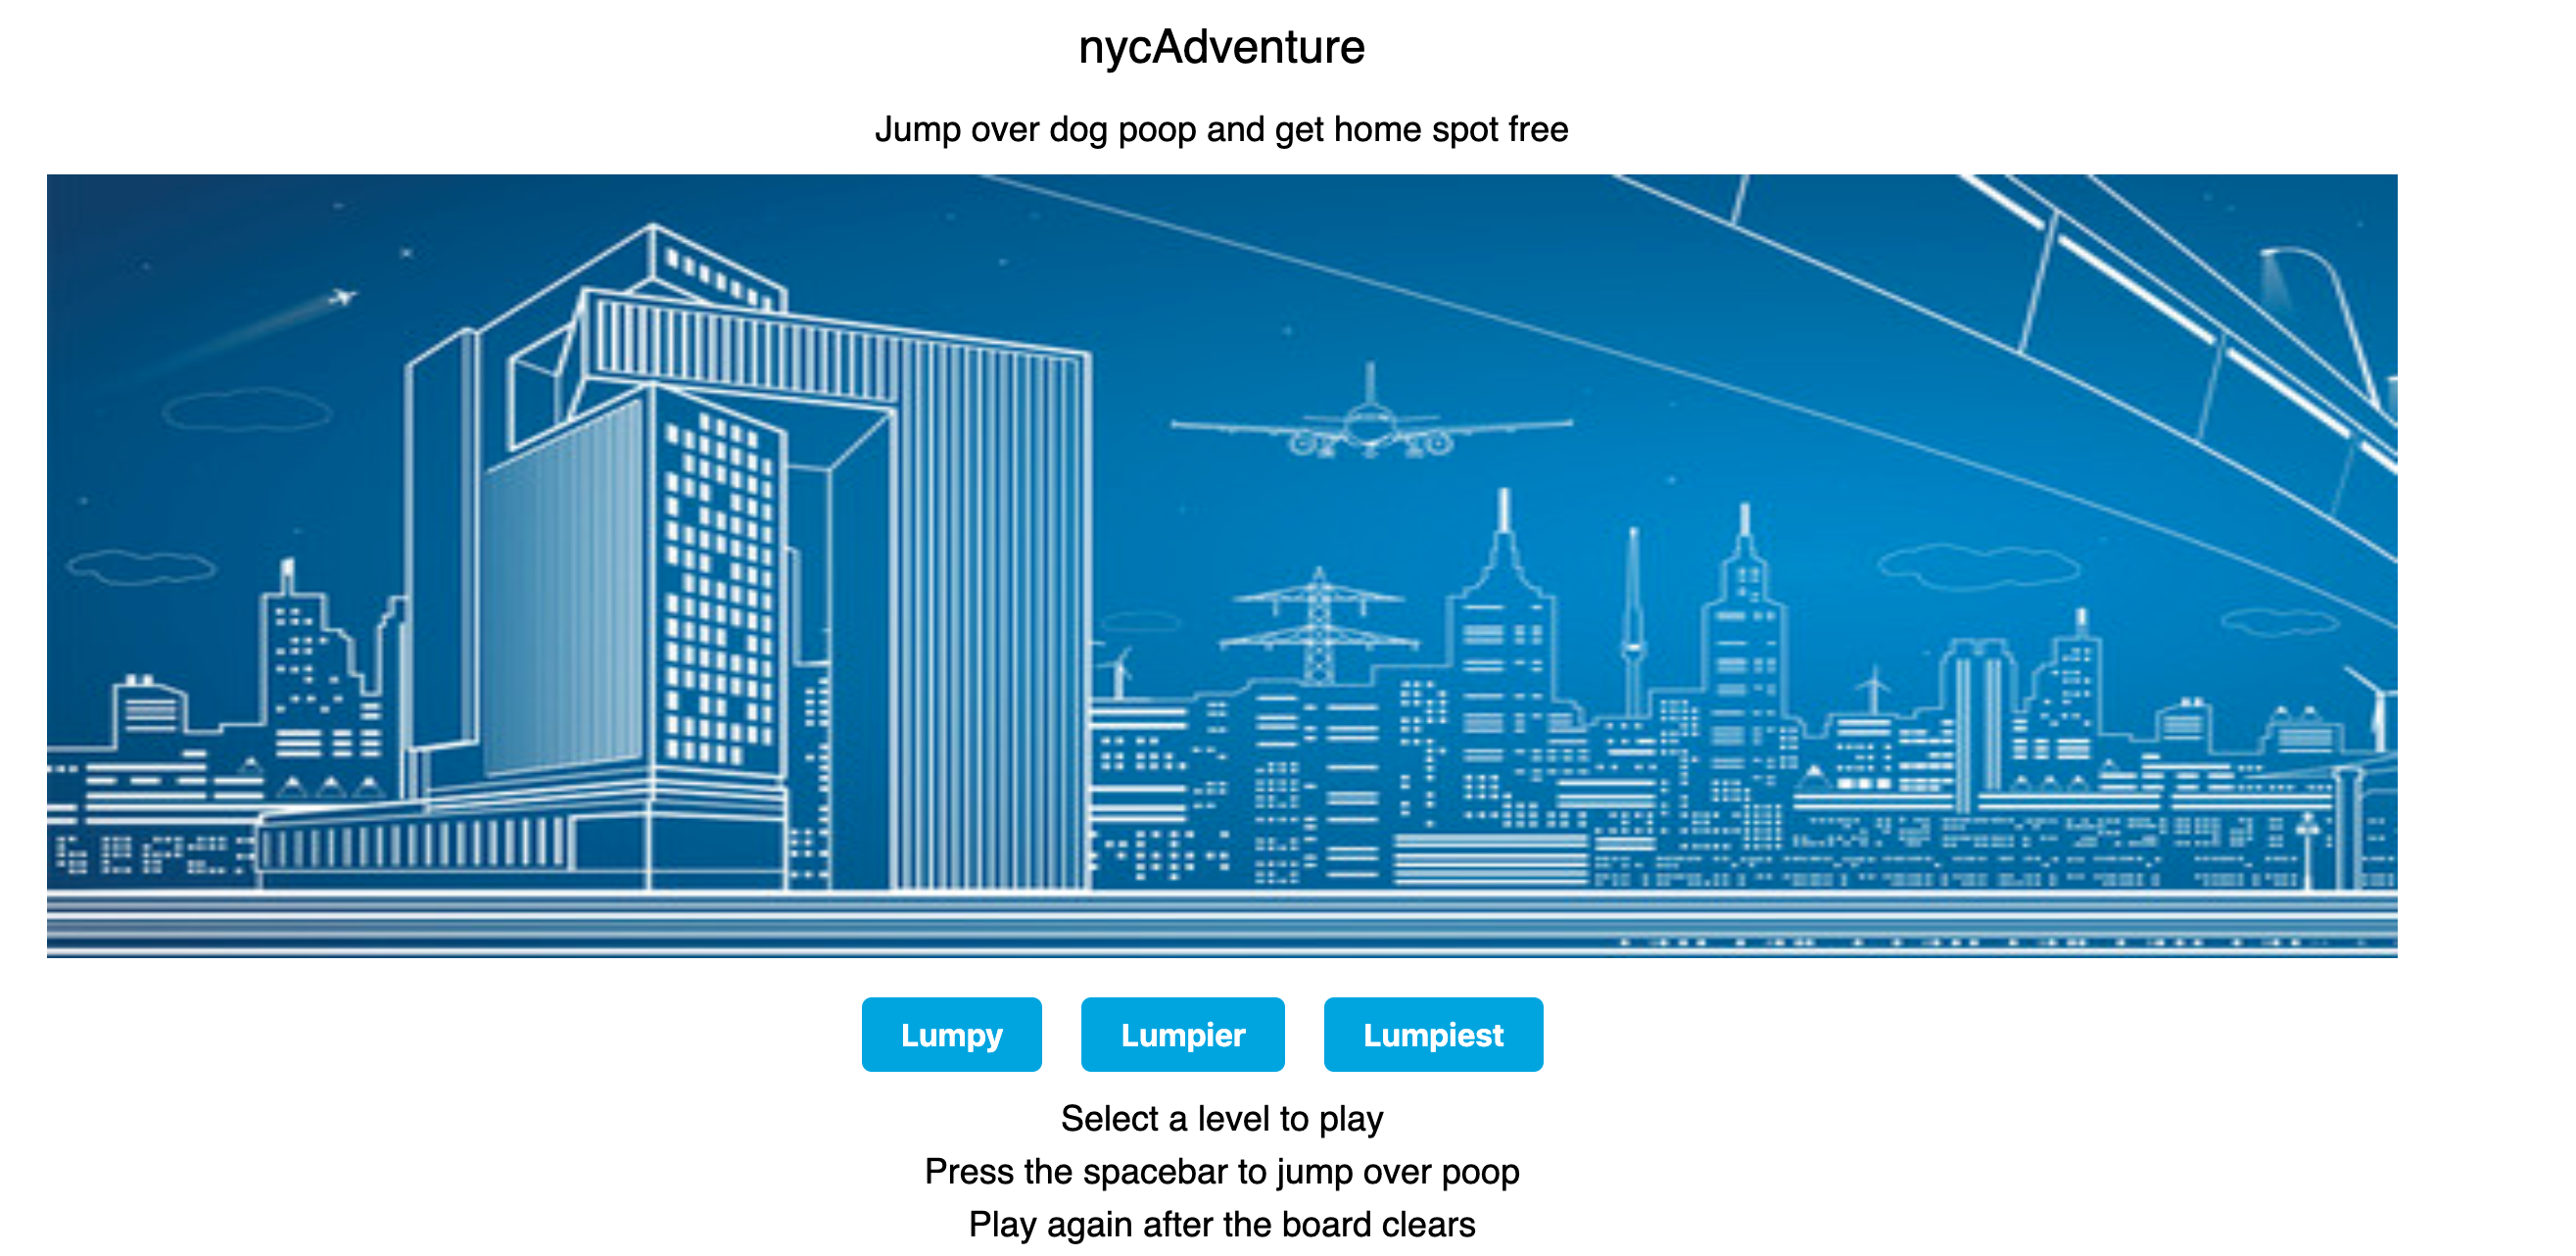 nycAdventure
Jump over dog poop and get home spot free
Lumpy Lumpier Lumpiest
Select a level to play
Press the spacebar to jump over poop
Play again after the board clears